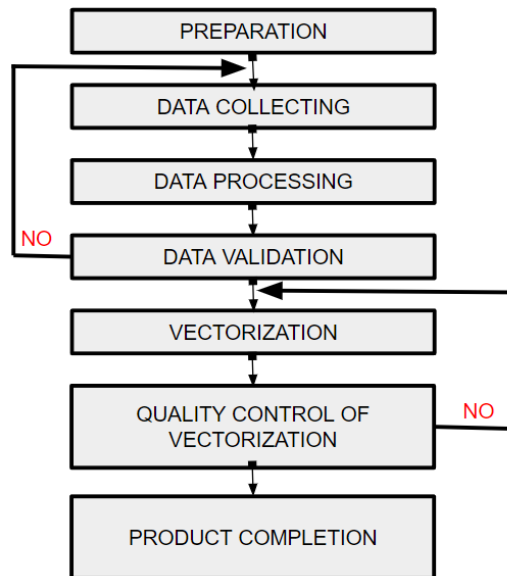 PREPARATION
DATA COLLECTING
DATA PROCESSING
NO
DATA VALIDATION
VECTORIZATION
QUALITY CONTROL OF
VECTORIZATION
NO
PRODUCT COMPLETION